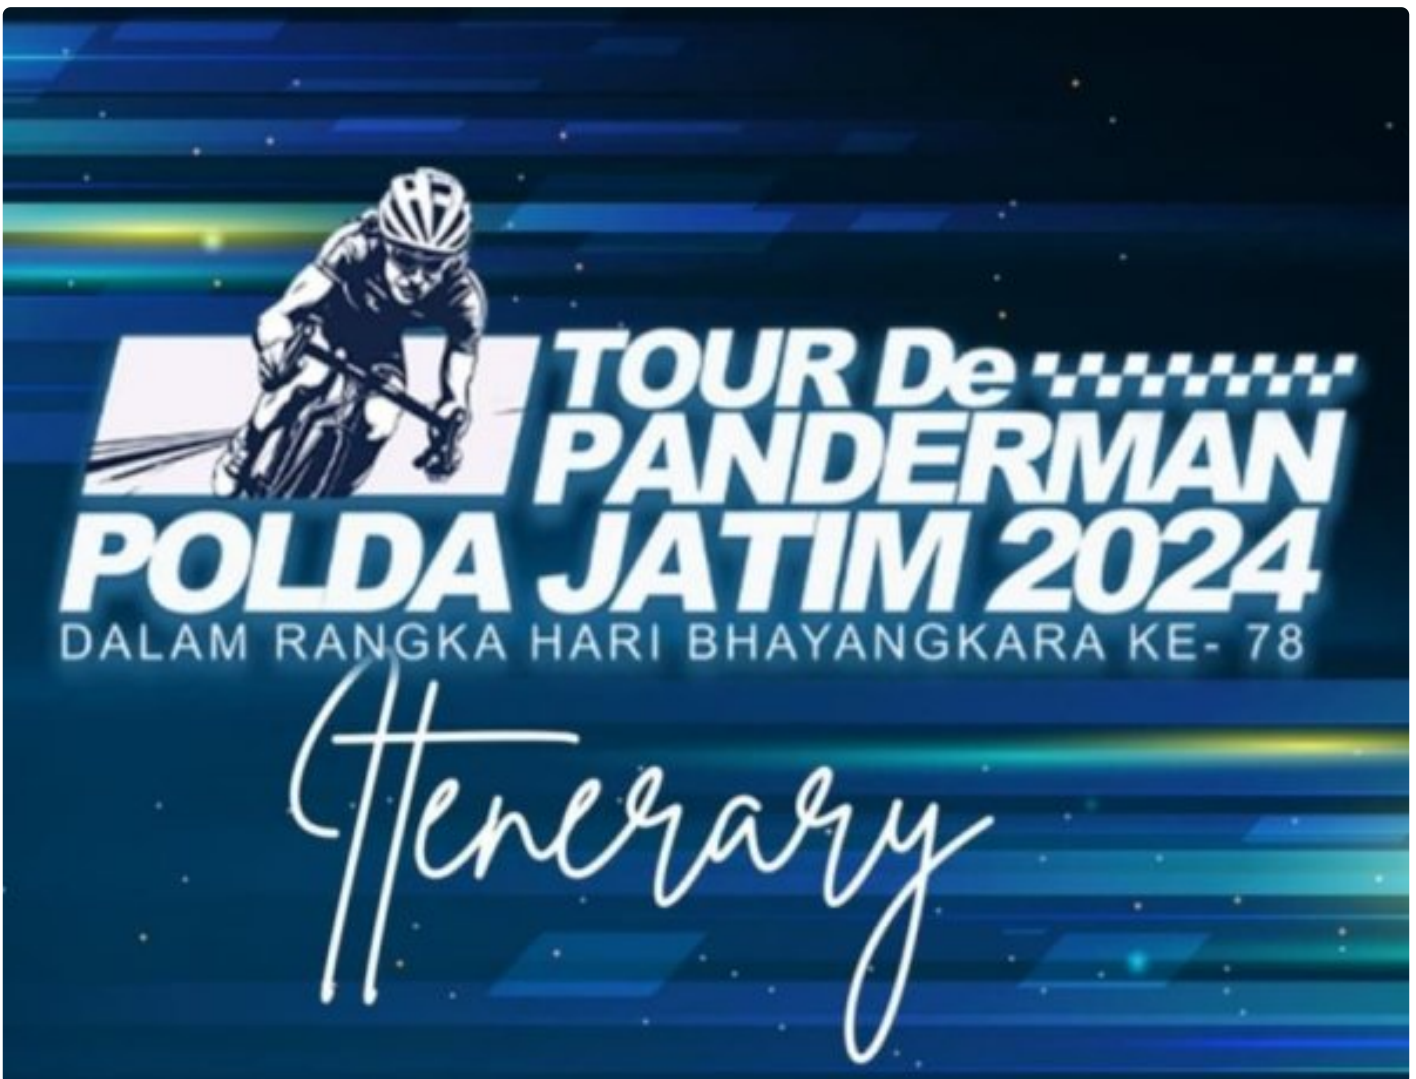 TOUR De
PANDERMAN
POLDA JATIM 2024
DALAM RANGKA HARI BHAYANGKARA KE- 78
Itenerary